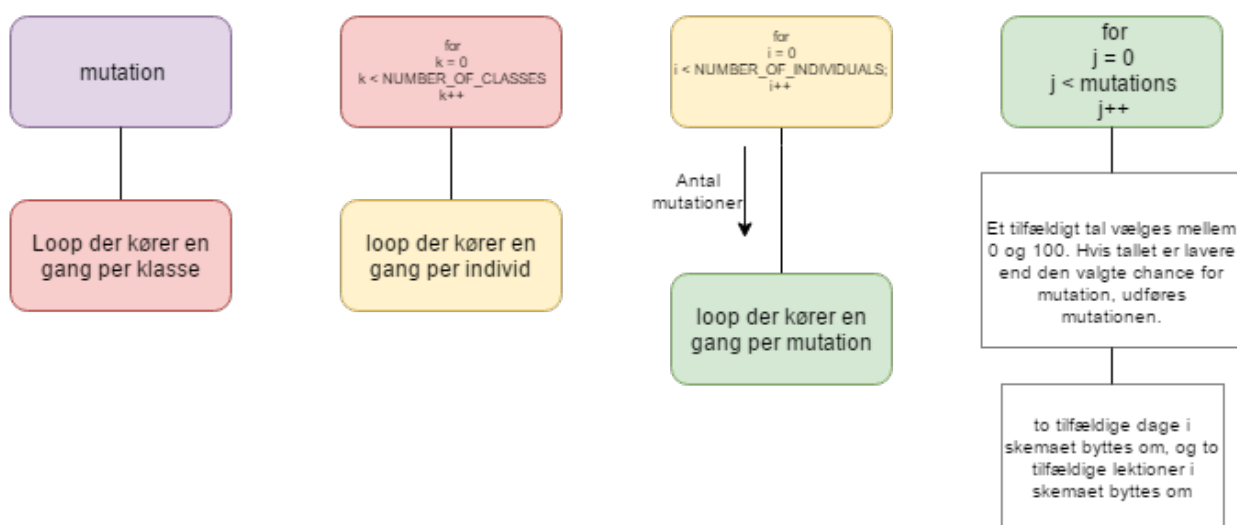 mutation
Loop der kører en
gang per klasse
for
k = 0
k < NUMBER_OF_CLASSES
k++
loop der kører en
gang per individ
for
i = 0
i < NUMBER_OF_INDIVIDUALS;
i++
Antal
mutationer
loop der kører en
gang per mutation
for
j = 0
j < mutations
j++
Et tilfældigt tal vælges mellem
0 og 100. Hvis tallet er lavere
end den valgte chance for
mutation, udføres
mutationen.
to tilfældige dage i
skemaet byttes om, og to
tilfældige lektioner i
skemaet byttes om